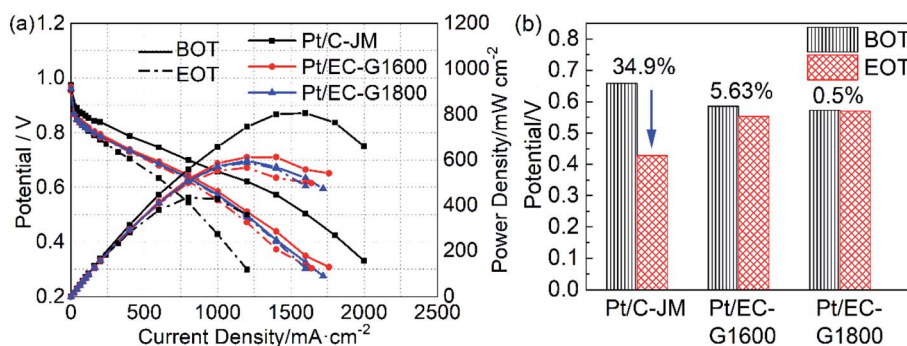 (a)
1.2
1.0
0.8
0.6
0.4
0.2
Potential / V
BOT
EOT
Pt/C-JM
Pt/EC-G1600
Pt/EC-G1800
1200
1000
800
600
400
200
0
Power Density/mW cm⁻²
0 500 1000 1500 2000 2500
Current Density/mA·cm⁻²
(b)
0.8
0.7
0.6
0.5
0.4
0.3
0.2
0.1
0.0
Potential/V
BOT
EOT
34.9%
5.63%
0.5%
Pt/C-JM Pt/EC- Pt/EC-
G1600 G1800